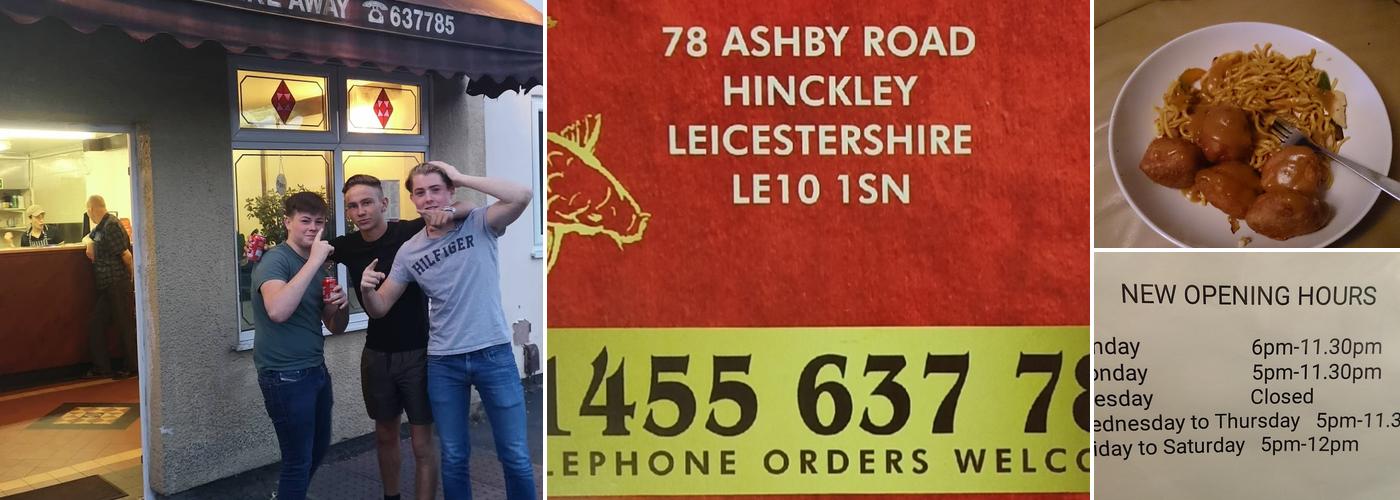 AWAY ☎637785
HILFIGER
78 ASHBY ROAD
HINCKLEY
LEICESTERSHIRE
LE10 1SN
1455 637 78
LEPHONE ORDERS WELCO
NEW OPENING HOURS
nday 6pm-11.30pm
onday 5pm-11.30pm
esday Closed
ednesday to Thursday 5pm-11.3
iday to Saturday 5pm-12pm